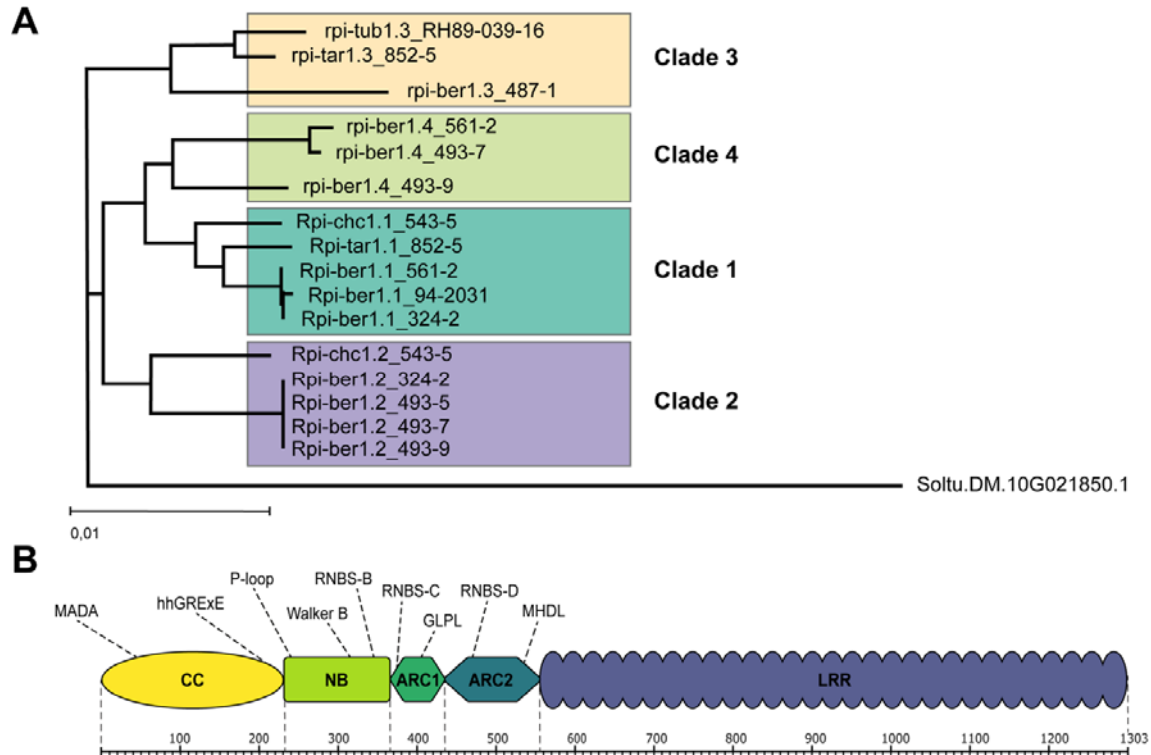 A
rpi-tub1.3_RH89-039-16
rpi-tar1.3_852-5
Clade 3
rpi-ber1.3_487-1
rpi-ber1.4_561-2
rpi-ber1.4_493-7
Clade 4
rpi-ber1.4_493-9
Rpi-chc1.1_543-5
Rpi-tar1.1_852-5
Rpi-ber1.1_561-2
Clade 1
Rpi-ber1.1_94-2031
Rpi-ber1.1_324-2
Rpi-chc1.2_543-5
Rpi-ber1.2_324-2
Rpi-ber1.2_493-5
Clade 2
Rpi-ber1.2_493-7
Rpi-ber1.2_493-9
Soltu.DM.10G021850.1
0,01
B
MADA
hhGRExE
P-loop
Walker B
RNBS-B
RNBS-C
GLPL
RNBS-D
MHDL
CC
NB
ARC1
ARC2
LRR
100 200 300 400 500 600 700 800 900 1000 1100 1200 1303